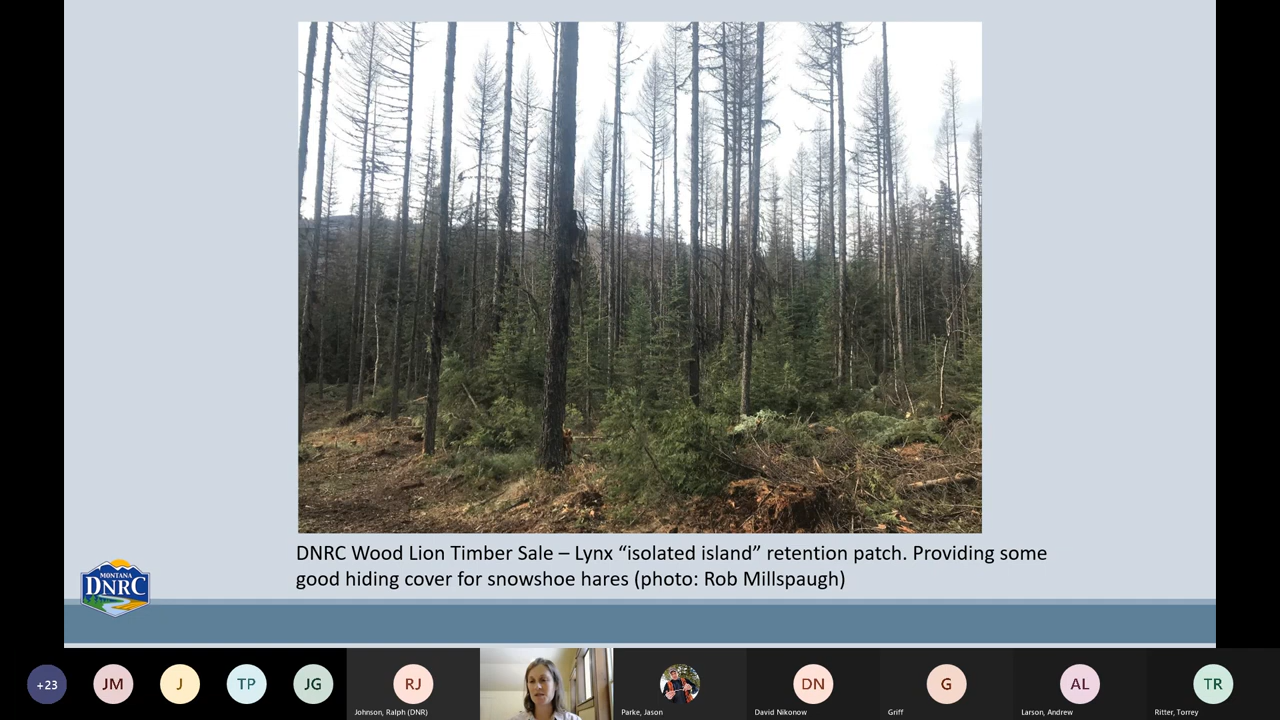 DNRC Wood Lion Timber Sale – Lynx “isolated island” retention patch. Providing some
good hiding cover for snowshoe hares (photo: Rob Millspaugh)
MONTANA
DNRC
+23
JM
J
TP
JG
RJ
DN
G
AL
TR
Johnson, Ralph (DNR)
Parke, Jason
David Nikonow
Griff
Larson, Andrew
Ritter, Torrey